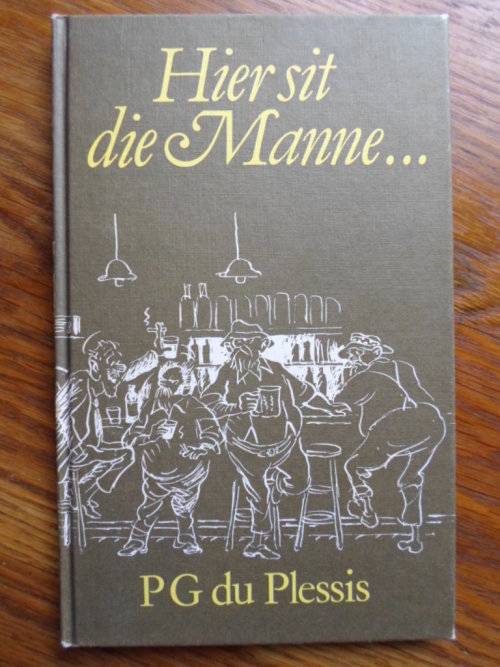 Hier sit
die Manne...
P G du Plessis